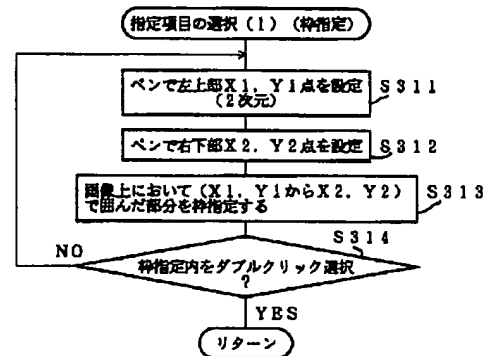 指定項目の選択(1)(枠指定)
ペンで左上部X1,Y1点を設定
(2次元)
S311
ペンで右下部X2,Y2点を設定
S312
画像上において(X1,Y1からX2,Y2)
で囲んだ部分を枠指定する
S313
S314
NO
枠指定内をダブルクリック選択
?
YES
リターン